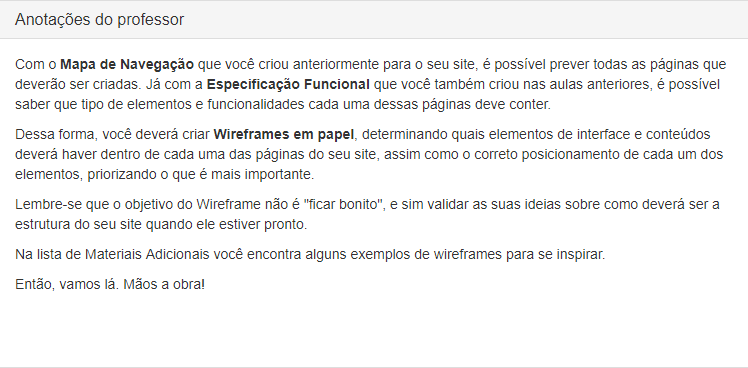 Anotações do professor
Com o Mapa de Navegação que você criou anteriormente para o seu site, é possível prever todas as páginas que
deverão ser criadas. Já com a Especificação Funcional que você também criou nas aulas anteriores, é possível
saber que tipo de elementos e funcionalidades cada uma dessas páginas deve conter.
Dessa forma, você deverá criar Wireframes em papel, determinando quais elementos de interface e conteúdos
deverá haver dentro de cada uma das páginas do seu site, assim como o correto posicionamento de cada um dos
elementos, priorizando o que é mais importante.
Lembre-se que o objetivo do Wireframe não é "ficar bonito", e sim validar as suas ideias sobre como deverá ser a
estrutura do seu site quando ele estiver pronto.
Na lista de Materiais Adicionais você encontra alguns exemplos de wireframes para se inspirar.
Então, vamos lá. Mãos a obra!